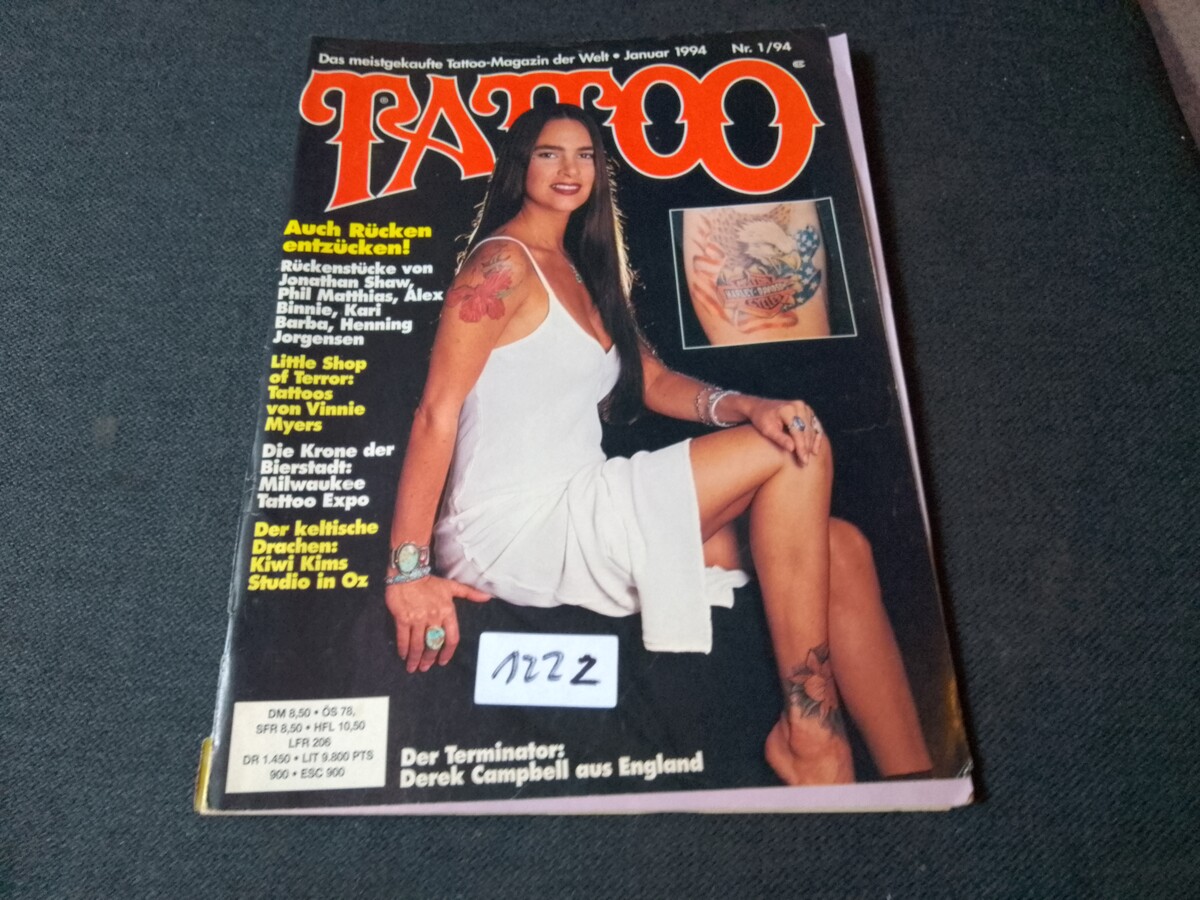 Das meistgekaufte Tattoo-Magazin der Welt • Januar 1994 Nr. 1/94
TATTOO
Auch Rücken
entzücken!
Rückenstücke von
Jonathan Shaw,
Phil Matthias, Alex
Binnie, Kari
Barba, Henning
Jorgensen
Little Shop
of Terror:
Tattoos
von Vinnie
Myers
Die Krone der
Bierstadt:
Milwaukee
Tattoo Expo
Der keltische
Drachen:
Kiwi Kims
Studio in Oz
HARLEY-DAVIDSON
1222
DM 8,50 • ÖS 78,
SFR 8,50 • HFL 10,50
LFR 206
DR 1.450 • LIT 9.800 PTS
900 • ESC 900
Der Terminator:
Derek Campbell aus England